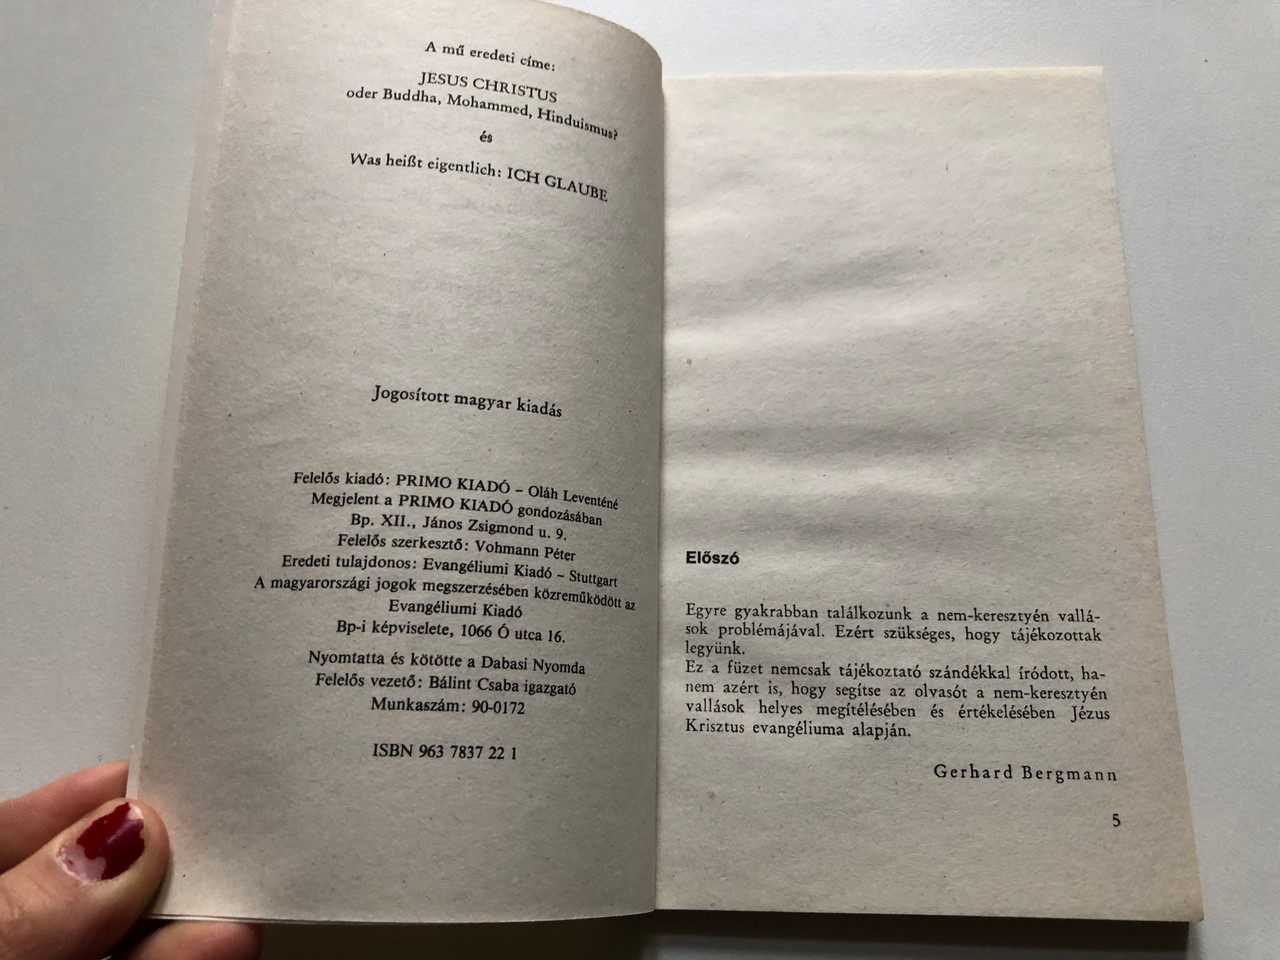 A mű eredeti címe:
JESUS CHRISTUS
oder Buddha, Mohammed, Hinduismus?
és
Was heißt eigentlich: ICH GLAUBE
Jogosított magyar kiadás
Felelős kiadó: PRIMO KIADÓ – Oláh Leventéné
Megjelent a PRIMO KIADÓ gondozásában
Bp. XII., János Zsigmond u. 9.
Felelős szerkesztő: Vohmann Péter
Eredeti tulajdonos: Evangéliumi Kiadó – Stuttgart
A magyarországi jogok megszerzésében közreműködött az
Evangéliumi Kiadó
Bp-i képviselete, 1066 Ó utca 16.
Nyomtatta és kötötte a Dabasi Nyomda
Felelős vezető: Bálint Csaba igazgató
Munkaszám: 90-0172
ISBN 963 7837 22 1
Előszó
Egyre gyakrabban találkozunk a nem-keresztyén vallá-
sok problémájával. Ezért szükséges, hogy tájékozottak
legyünk.
Ez a füzet nemcsak tájékoztató szándékkal íródott, ha-
nem azért is, hogy segítse az olvasót a nem-keresztyén
vallások helyes megítélésében és értékelésében Jézus
Krisztus evangéliuma alapján.
Gerhard Bergmann
5